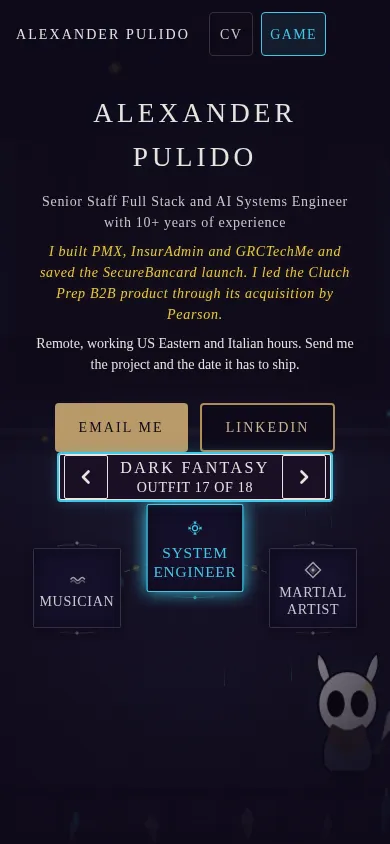 ALEXANDER PULIDO
CV
GAME
ALEXANDER
PULIDO
Senior Staff Full Stack and AI Systems Engineer
with 10+ years of experience
I built PMX, InsurAdmin and GRCTechMe and
saved the SecureBancard launch. I led the Clutch
Prep B2B product through its acquisition by
Pearson.
Remote, working US Eastern and Italian hours. Send me
the project and the date it has to ship.
EMAIL ME
LINKEDIN
DARK FANTASY
OUTFIT 17 OF 18
SYSTEM
ENGINEER
MUSICIAN
MARTIAL
ARTIST